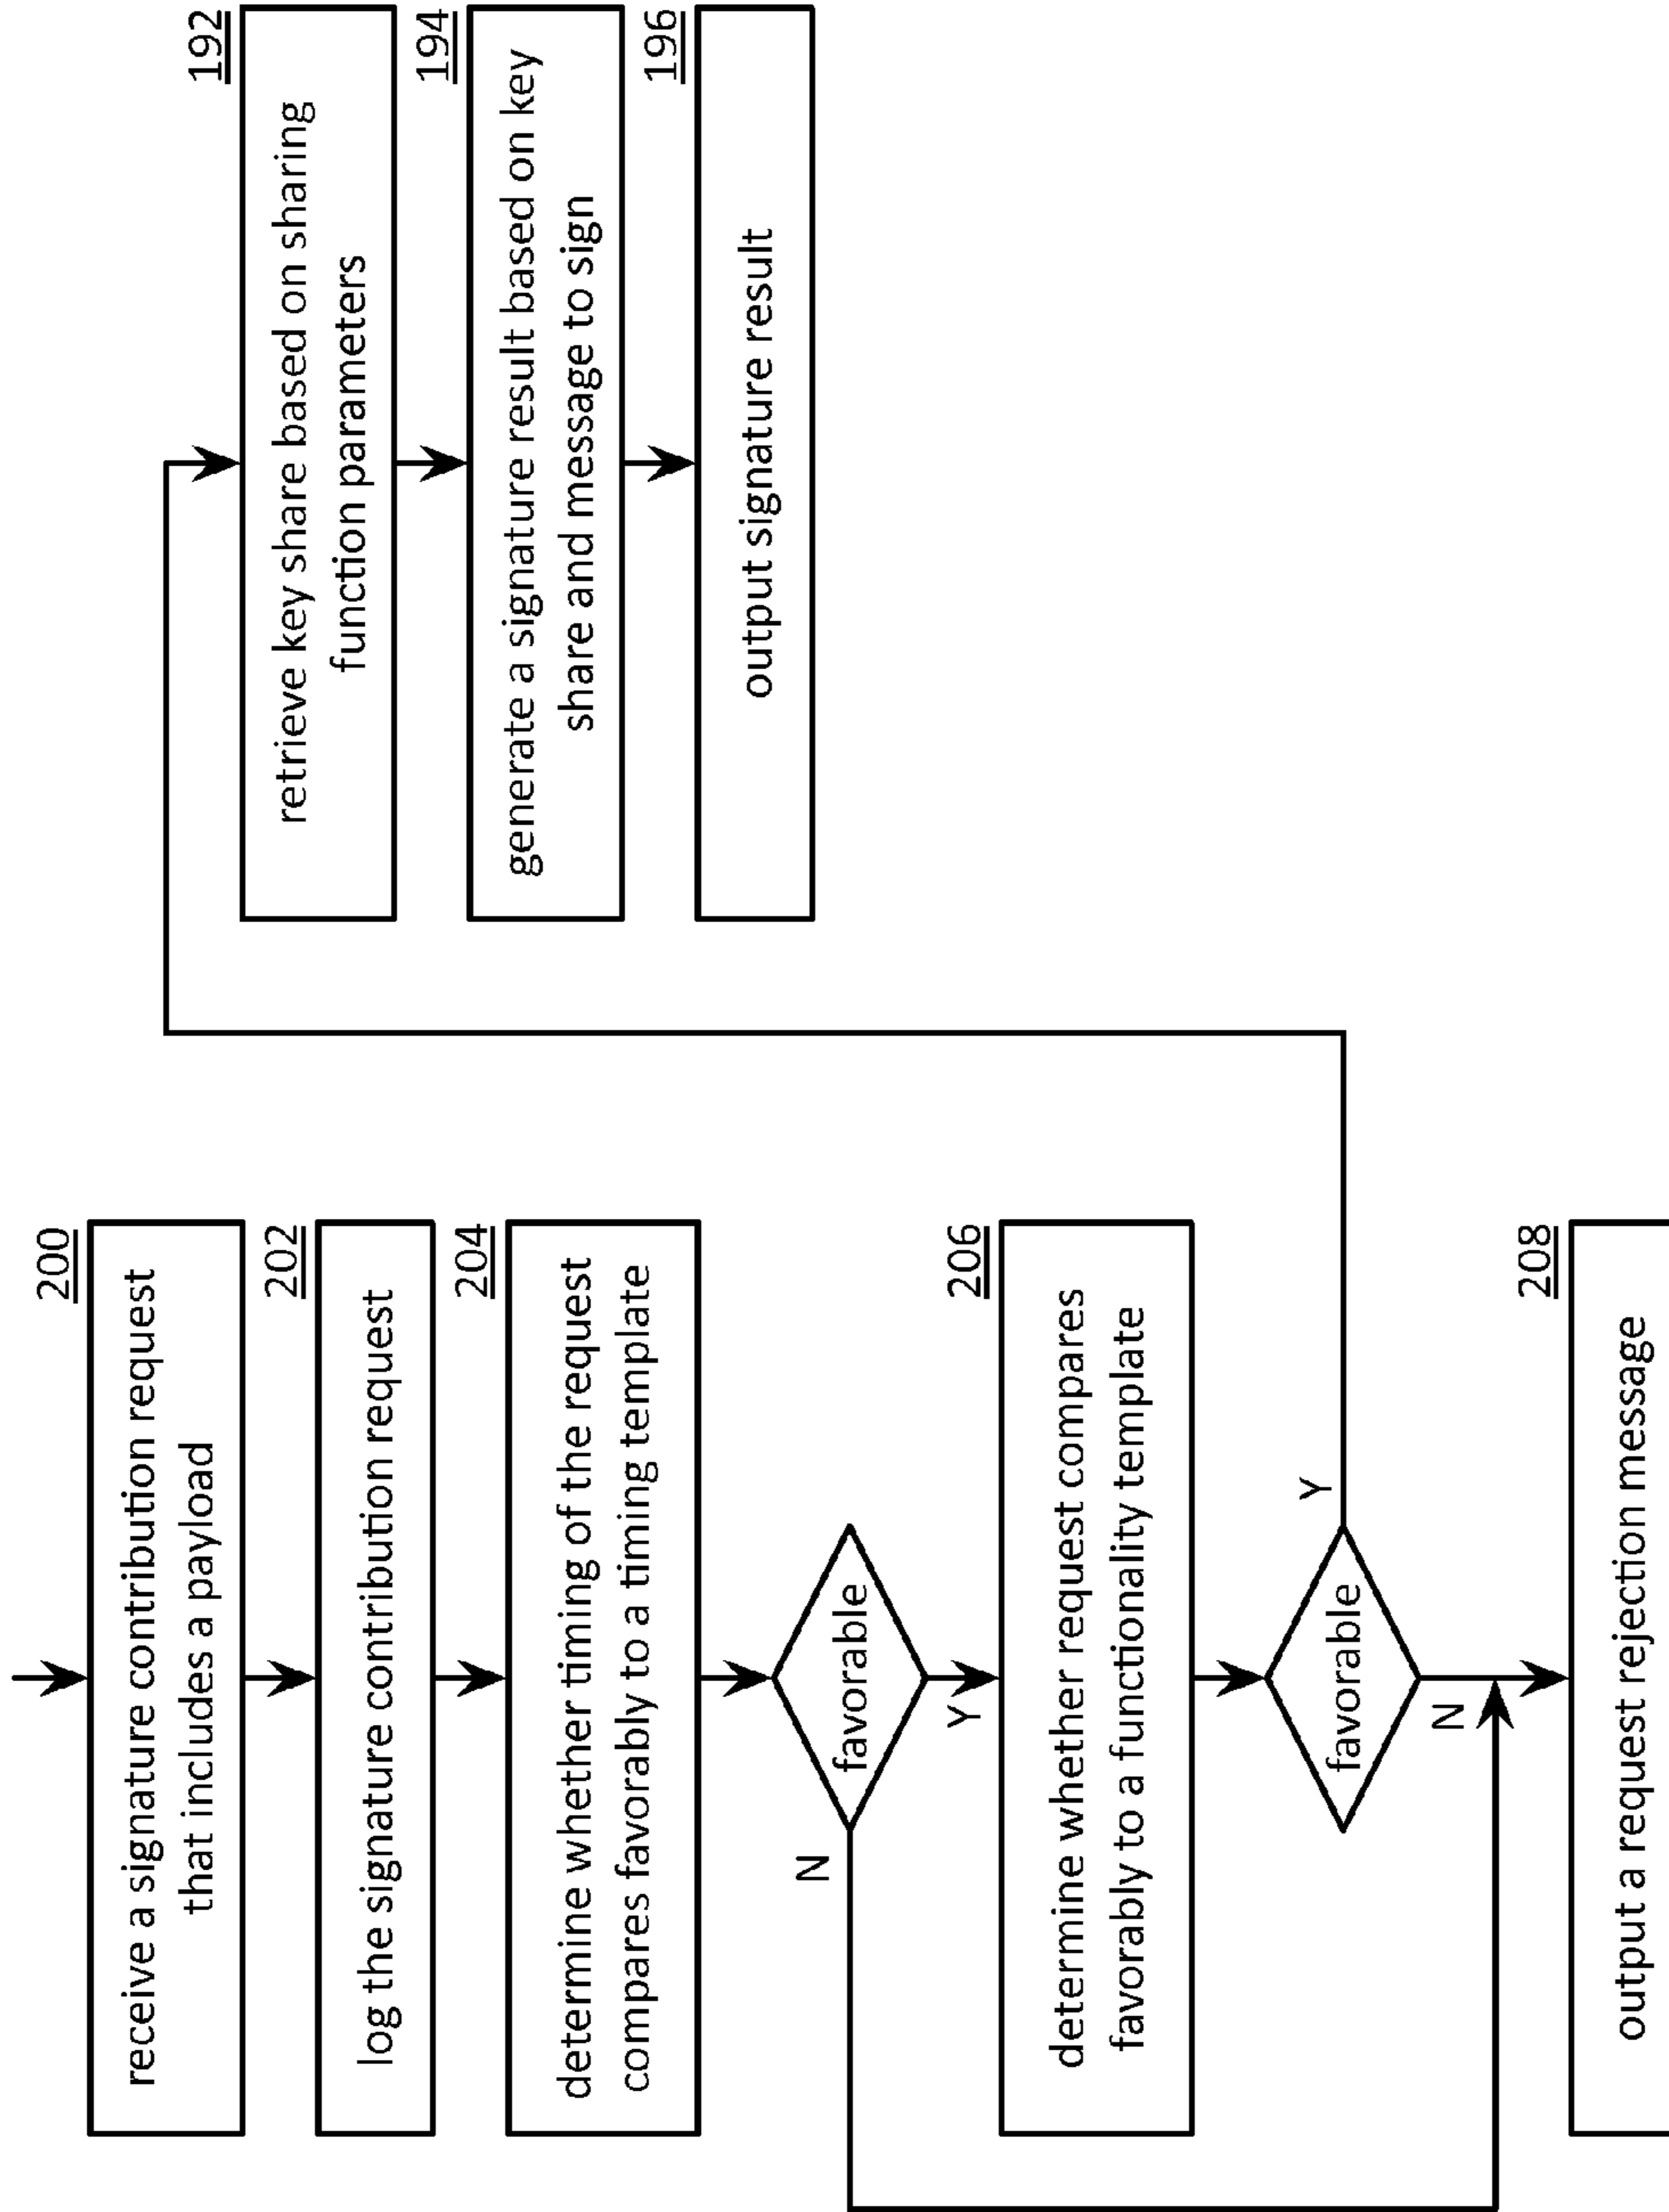 200
receive a signature contribution request
that includes a payload
202
log the signature contribution request
204
determine whether timing of the request
compares favorably to a timing template
favorable
N
Y
206
determine whether request compares
favorably to a functionality template
favorable
Y
N
208
output a request rejection message
192
retrieve key share based on sharing
function parameters
194
generate a signature result based on key
share and message to sign
196
output signature result